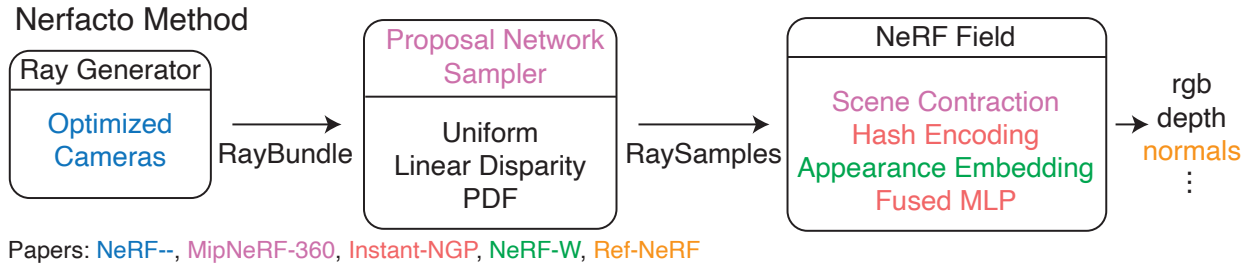 Nerfacto Method
Ray Generator
Optimized
Cameras
RayBundle
Proposal Network
Sampler
Uniform
Linear Disparity
PDF
RaySamples
NeRF Field
Scene Contraction
Hash Encoding
Appearance Embedding
Fused MLP
rgb
depth
normals
⋮
Papers: NeRF--, MipNeRF-360, Instant-NGP, NeRF-W, Ref-NeRF